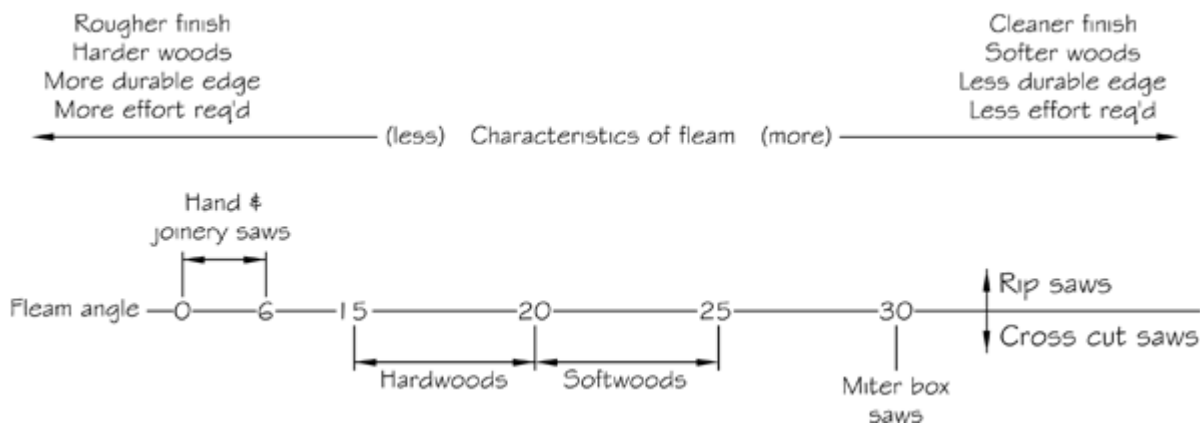 Rougher finish
Harder woods
More durable edge
More effort req'd
Cleaner finish
Softer woods
Less durable edge
Less effort req'd
(less) Characteristics of fleam (more)
Hand &
joinery saws
Fleam angle 0 6 15 20 25 30
Rip saws
Cross cut saws
Hardwoods
Softwoods
Miter box
saws